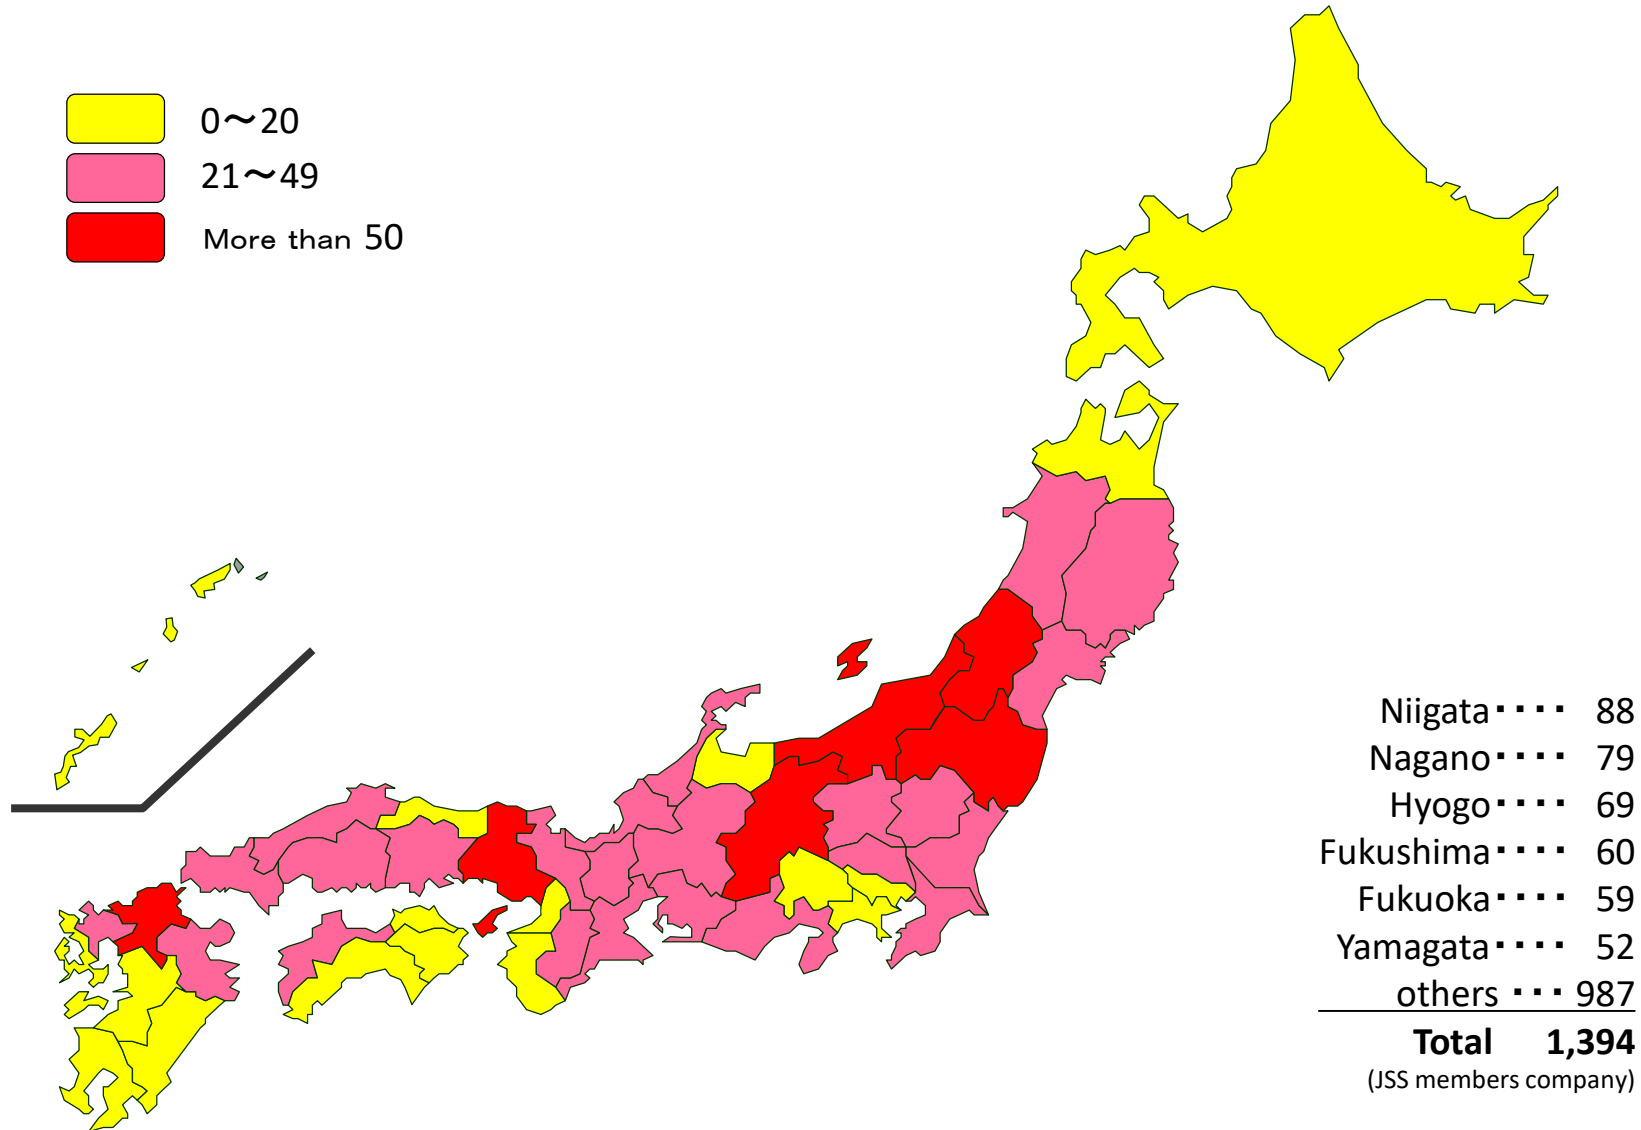 0～20
21～49
More than 50
Niigata・・・・ 88
Nagano・・・・ 79
Hyogo・・・・ 69
Fukushima・・・・ 60
Fukuoka・・・・ 59
Yamagata・・・・ 52
others ・・・ 987
Total 1,394
(JSS members company)